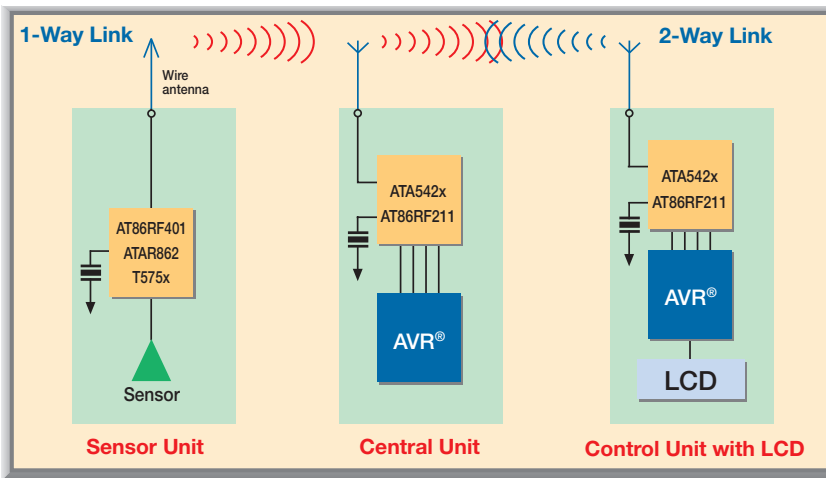 1-Way Link
2-Way Link
Wire
antenna
AT86RF401
ATAR862
T575x
Sensor
Sensor Unit
ATA542x
AT86RF211
AVR®
Central Unit
ATA542x
AT86RF211
AVR®
LCD
Control Unit with LCD